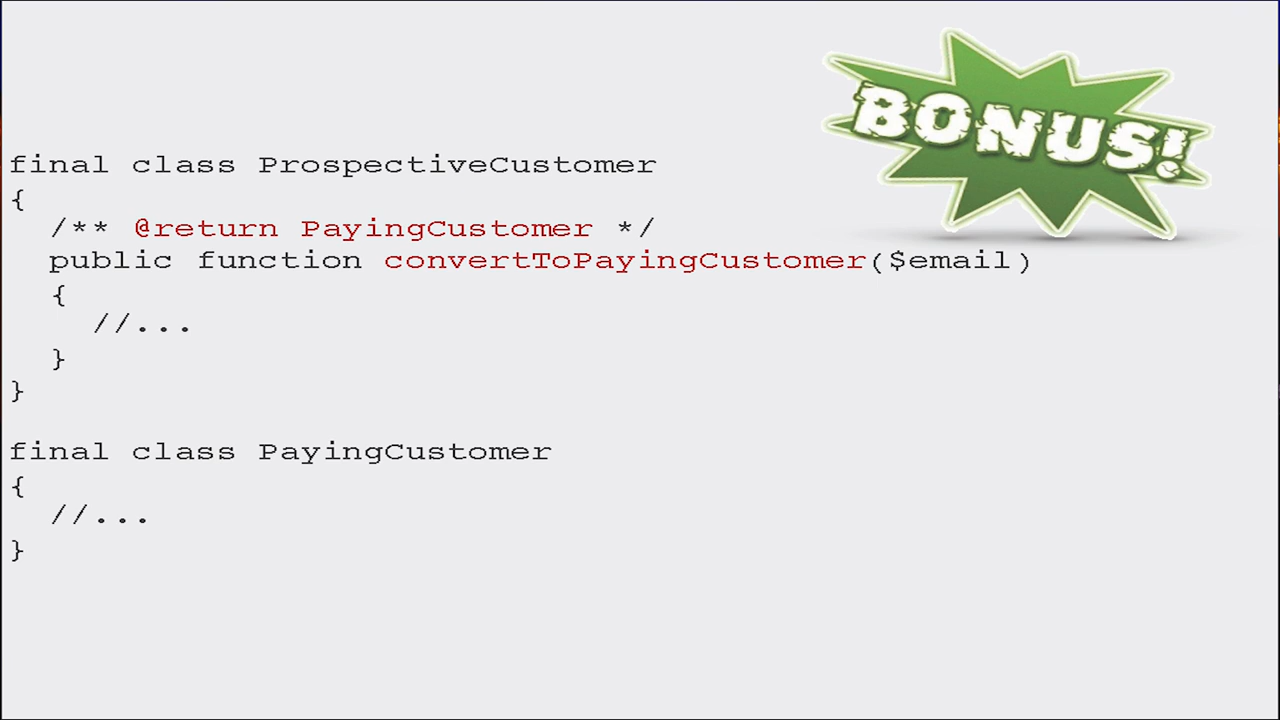 BONUS!
final class ProspectiveCustomer
{
/** @return PayingCustomer */
public function convertToPayingCustomer($email)
{
//...
}
}
final class PayingCustomer
{
//...
}